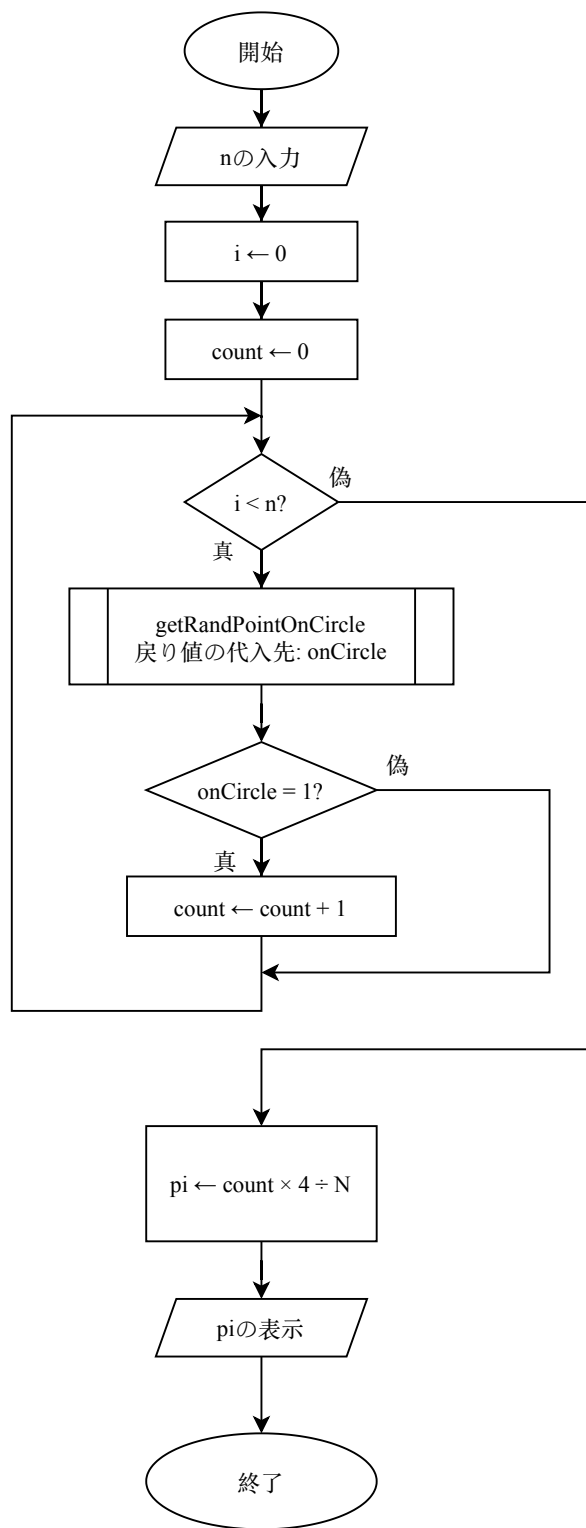 開始
nの入力
i ← 0
count ← 0
i < n?
偽
真
getRandPointOnCircle
戻り値の代入先: onCircle
onCircle = 1?
偽
真
count ← count + 1
pi ← count × 4 ÷ N
piの表示
終了